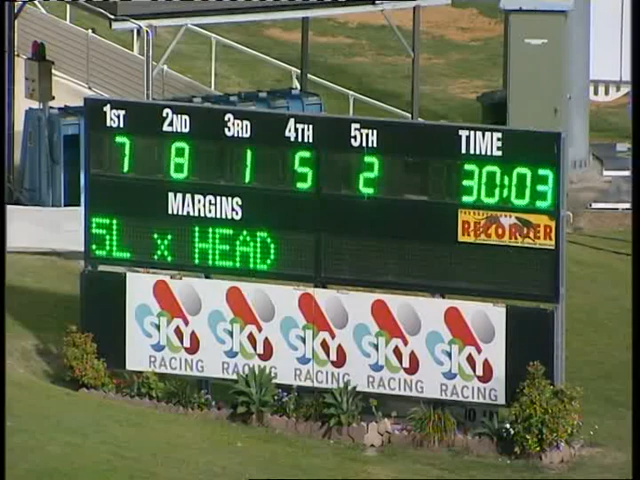 1ST 2ND 3RD 4TH 5TH TIME
7 8 1 5 2 30:03
MARGINS
5L x HEAD
RECORDER
SKY RACING SKY RACING SKY RACING SKY RACING SKY RACING